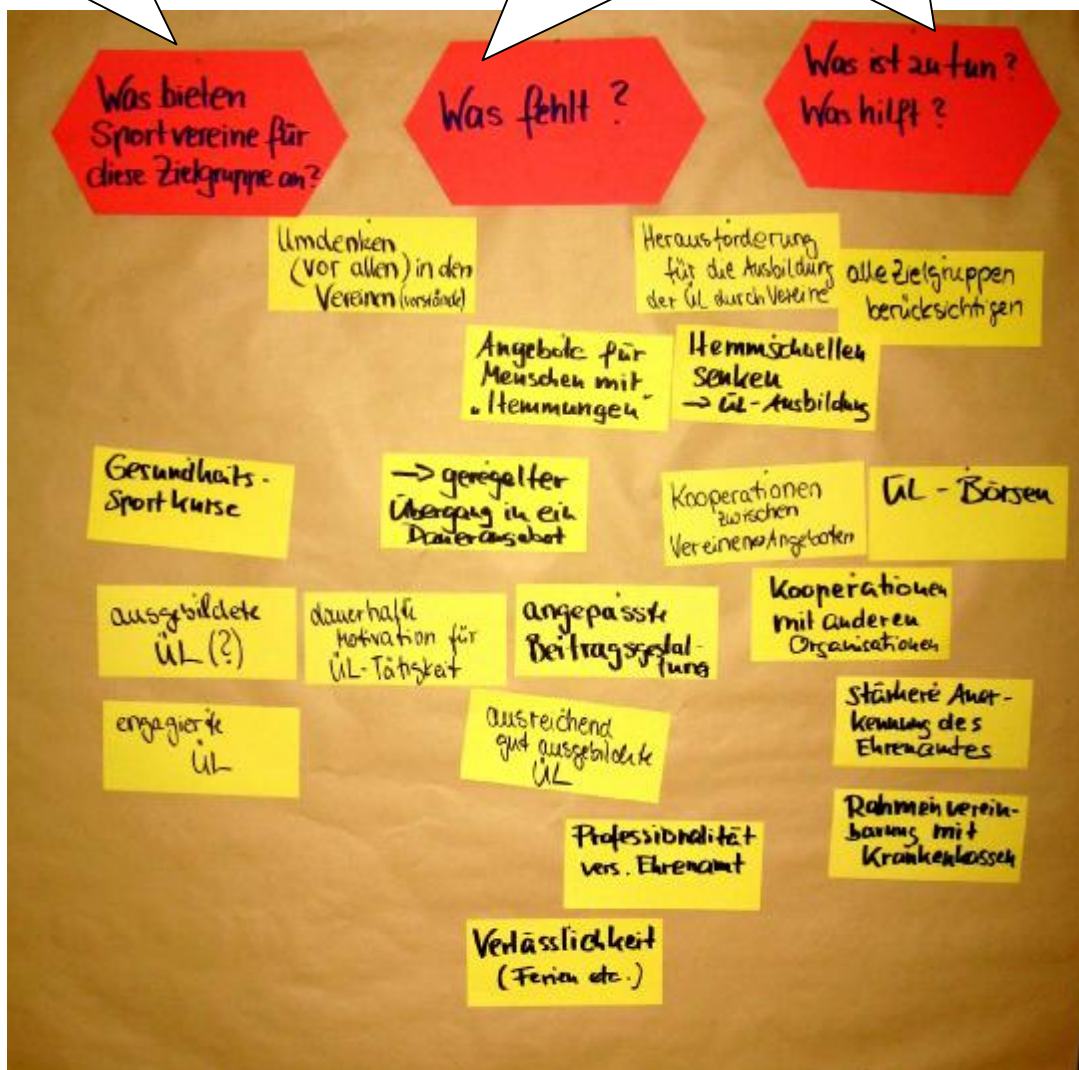 Was bieten
Sportvereine für
diese Zielgruppe an?
Was fehlt?
Was ist zu tun?
Was hilft?
Umdenken
(vor allen) in den
Vereinen (vorstände)
Herausforderung
für die Ausbildung
der ÜL durch Vereine
alle Zielgruppen
berücksichtigen
Angebote für
Menschen mit
"Hemmungen"
Hemmschwellen
senken
→ ÜL-Ausbildung
Gesundheits-
Sportkurse
→ geregelter
Übergang in ein
Dauerangebot
Kooperationen
zwischen
Vereinen Angeboten
ÜL - Börsen
ausgebildete
ÜL (?)
dauerhafte
Motivation für
ÜL-Tätigkeit
angepasste
Beitragsgestal-
tung
Kooperationen
mit anderen
Organisationen
engagierte
ÜL
ausreichend
gut ausgebildete
ÜL
stärkere Aner-
kennung des
Ehrenamtes
Professionalität
vers. Ehrenamt
Rahmenverein-
barung mit
Krankenkassen
Verlässlichkeit
(Ferien etc.)